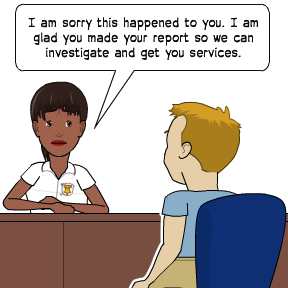 I am sorry this happened to you. I am
glad you made your report so we can
investigate and get you services.